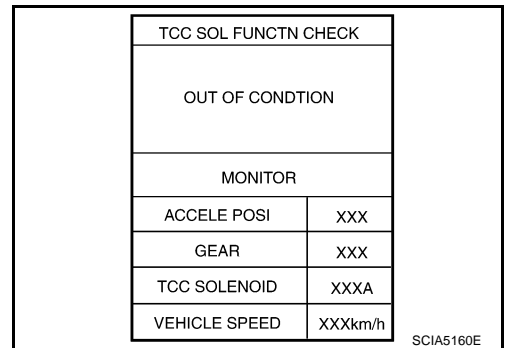 TCC SOL FUNCTN CHECK
OUT OF CONDTION
MONITOR
ACCELE POSI XXX
GEAR XXX
TCC SOLENOID XXXA
VEHICLE SPEED XXXkm/h
SCIA5160E